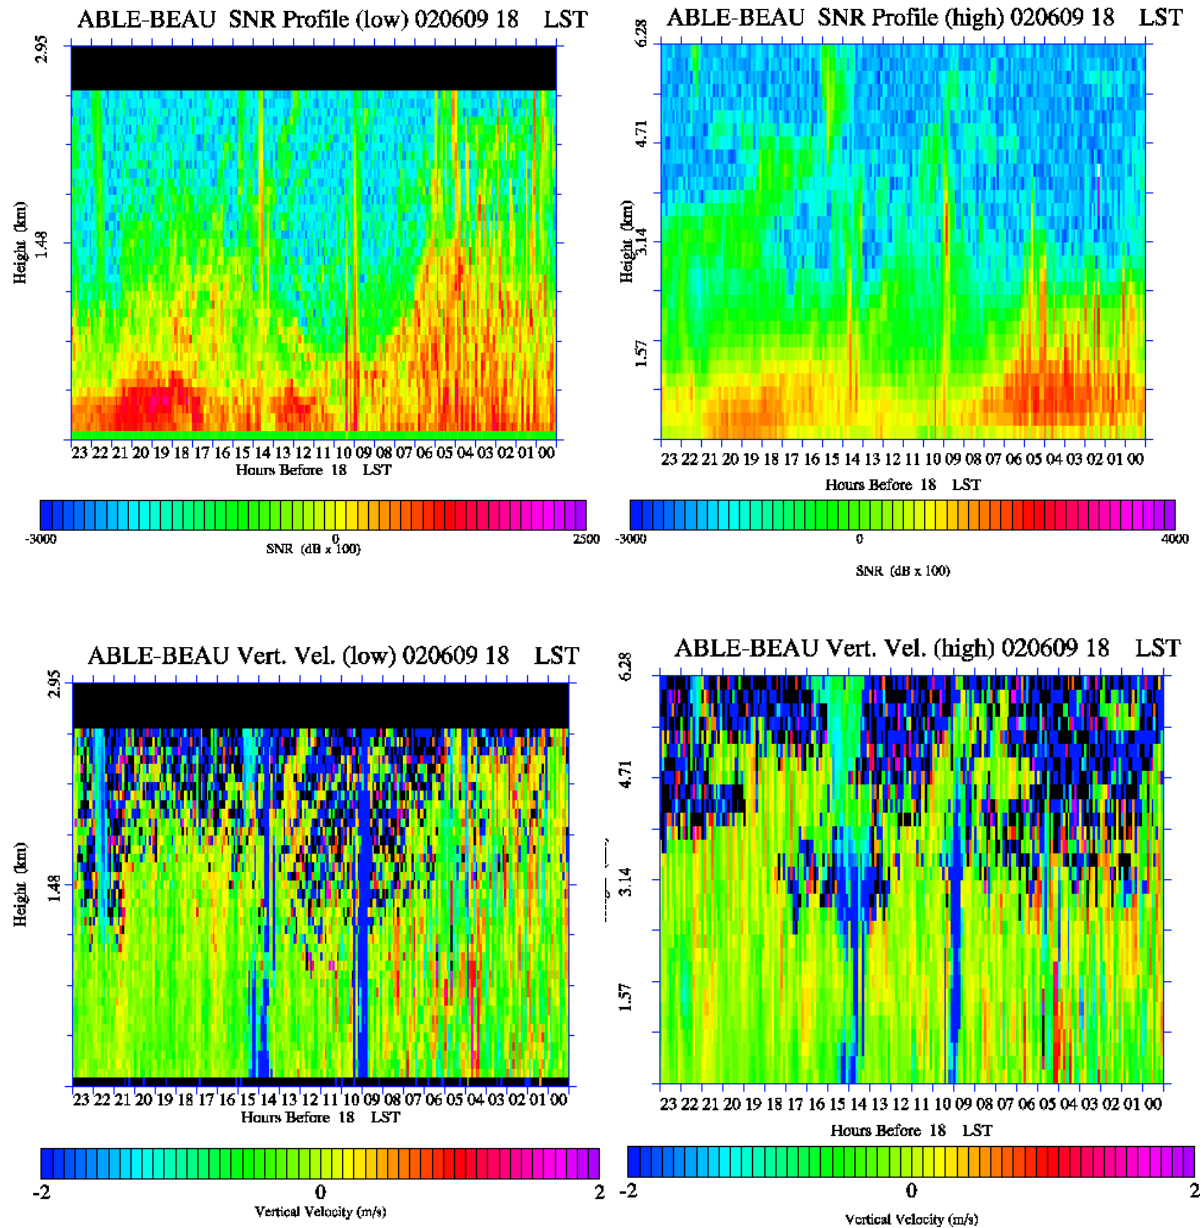 ABLE-BEAU SNR Profile (low) 020609 18 LST
2.95
1.48
Height (km)
23 22 21 20 19 18 17 16 15 14 13 12 11 10 09 08 07 06 05 04 03 02 01 00
Hours Before 18 LST
-3000 0 2500
SNR (dB x 100)
ABLE-BEAU SNR Profile (high) 020609 18 LST
6.28
4.71
3.14
1.57
Height (km)
23 22 21 20 19 18 17 16 15 14 13 12 11 10 09 08 07 06 05 04 03 02 01 00
Hours Before 18 LST
-3000 0 4000
SNR (dB x 100)
ABLE-BEAU Vert. Vel. (low) 020609 18 LST
2.95
1.48
Height (km)
23 22 21 20 19 18 17 16 15 14 13 12 11 10 09 08 07 06 05 04 03 02 01 00
Hours Before 18 LST
-2 0 2
Vertical Velocity (m/s)
ABLE-BEAU Vert. Vel. (high) 020609 18 LST
6.28
4.71
3.14
1.57
23 22 21 20 19 18 17 16 15 14 13 12 11 10 09 08 07 06 05 04 03 02 01 00
Hours Before 18 LST
-2 0 2
Vertical Velocity (m/s)